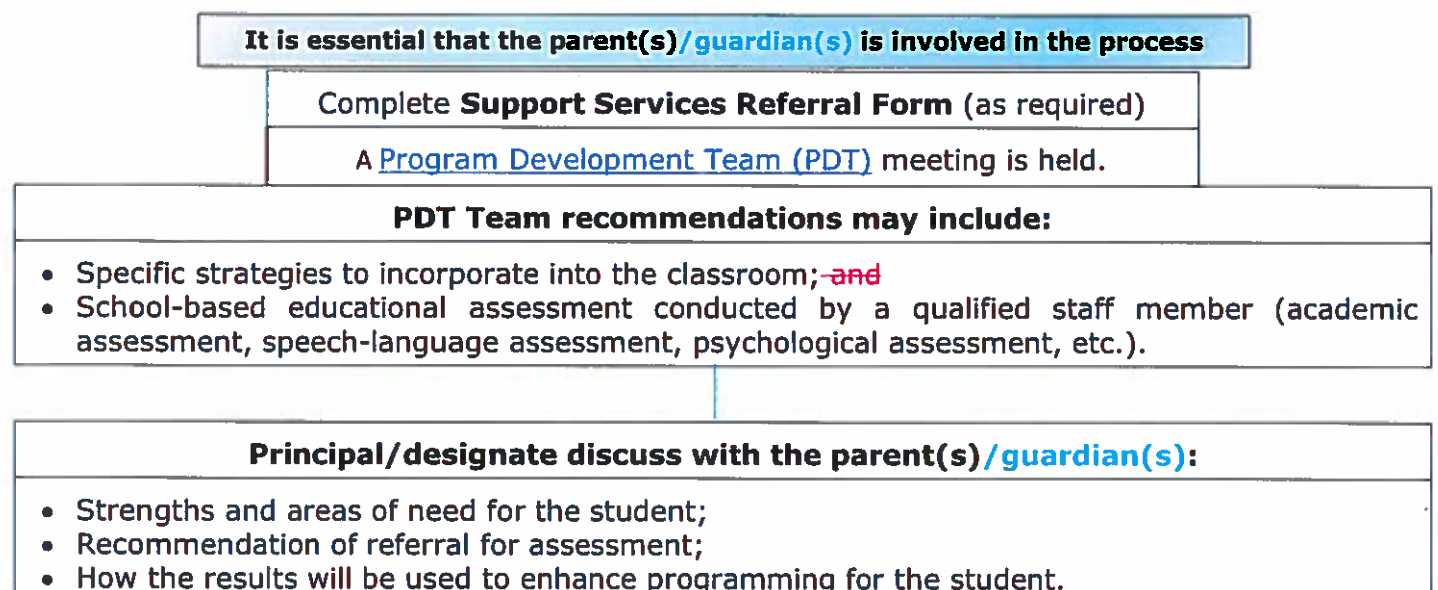 It is essential that the parent(s)/guardian(s) is involved in the process
Complete Support Services Referral Form (as required)
A Program Development Team (PDT) meeting is held.
PDT Team recommendations may include:
• Specific strategies to incorporate into the classroom; and
• School-based educational assessment conducted by a qualified staff member (academic
assessment, speech-language assessment, psychological assessment, etc.).
Principal/designate discuss with the parent(s)/guardian(s):
• Strengths and areas of need for the student;
• Recommendation of referral for assessment;
• How the results will be used to enhance programming for the student.